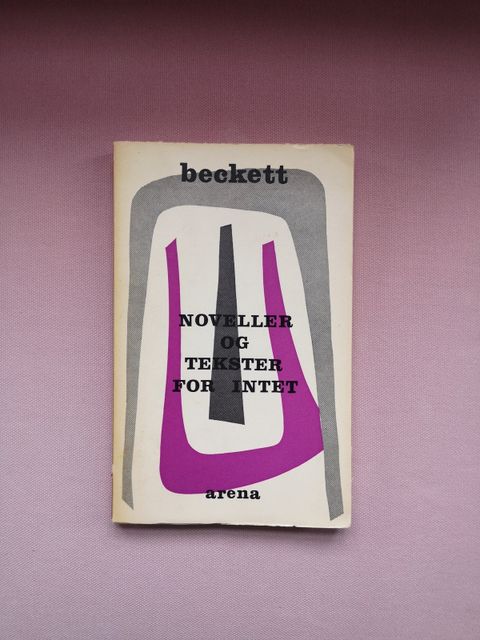 beckett
NOVELLER
OG
TEKSTER
FOR INTET
arena